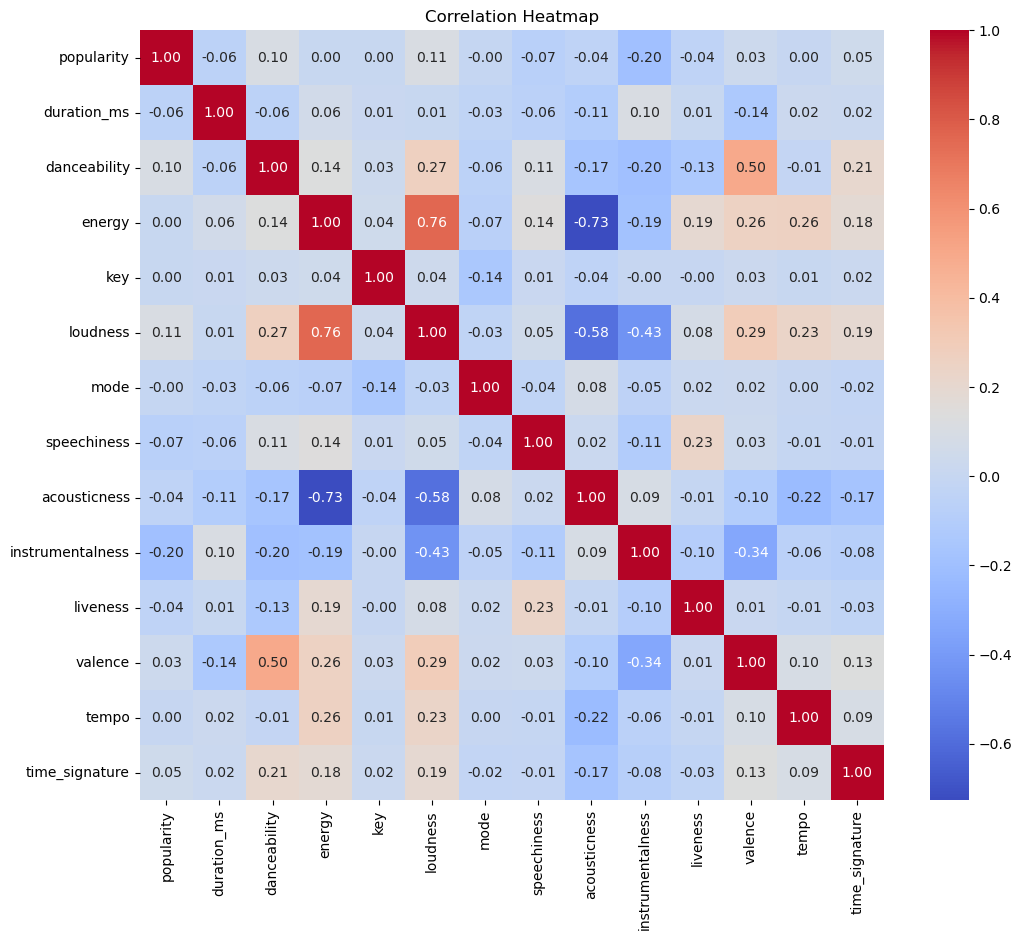 Correlation Heatmap
popularity 1.00 -0.06 0.10 0.00 0.00 0.11 -0.00 -0.07 -0.04 -0.20 -0.04 0.03 0.00 0.05
duration_ms -0.06 1.00 -0.06 0.06 0.01 0.01 -0.03 -0.06 -0.11 0.10 0.01 -0.14 0.02 0.02
danceability 0.10 -0.06 1.00 0.14 0.03 0.27 -0.06 0.11 -0.17 -0.20 -0.13 0.50 -0.01 0.21
energy 0.00 0.06 0.14 1.00 0.04 0.76 -0.07 0.14 -0.73 -0.19 0.19 0.26 0.26 0.18
key 0.00 0.01 0.03 0.04 1.00 0.04 -0.14 0.01 -0.04 -0.00 -0.00 0.03 0.01 0.02
loudness 0.11 0.01 0.27 0.76 0.04 1.00 -0.03 0.05 -0.58 -0.43 0.08 0.29 0.23 0.19
mode -0.00 -0.03 -0.06 -0.07 -0.14 -0.03 1.00 -0.04 0.08 -0.05 0.02 0.02 0.00 -0.02
speechiness -0.07 -0.06 0.11 0.14 0.01 0.05 -0.04 1.00 0.02 -0.11 0.23 0.03 -0.01 -0.01
acousticness -0.04 -0.11 -0.17 -0.73 -0.04 -0.58 0.08 0.02 1.00 0.09 -0.01 -0.10 -0.22 -0.17
instrumentalness -0.20 0.10 -0.20 -0.19 -0.00 -0.43 -0.05 -0.11 0.09 1.00 -0.10 -0.34 -0.06 -0.08
liveness -0.04 0.01 -0.13 0.19 -0.00 0.08 0.02 0.23 -0.01 -0.10 1.00 0.01 -0.01 -0.03
valence 0.03 -0.14 0.50 0.26 0.03 0.29 0.02 0.03 -0.10 -0.34 0.01 1.00 0.10 0.13
tempo 0.00 0.02 -0.01 0.26 0.01 0.23 0.00 -0.01 -0.22 -0.06 -0.01 0.10 1.00 0.09
time_signature 0.05 0.02 0.21 0.18 0.02 0.19 -0.02 -0.01 -0.17 -0.08 -0.03 0.13 0.09 1.00
popularity
duration_ms
danceability
energy
key
loudness
mode
speechiness
acousticness
instrumentalness
liveness
valence
tempo
time_signature
1.0
0.8
0.6
0.4
0.2
0.0
−0.2
−0.4
−0.6